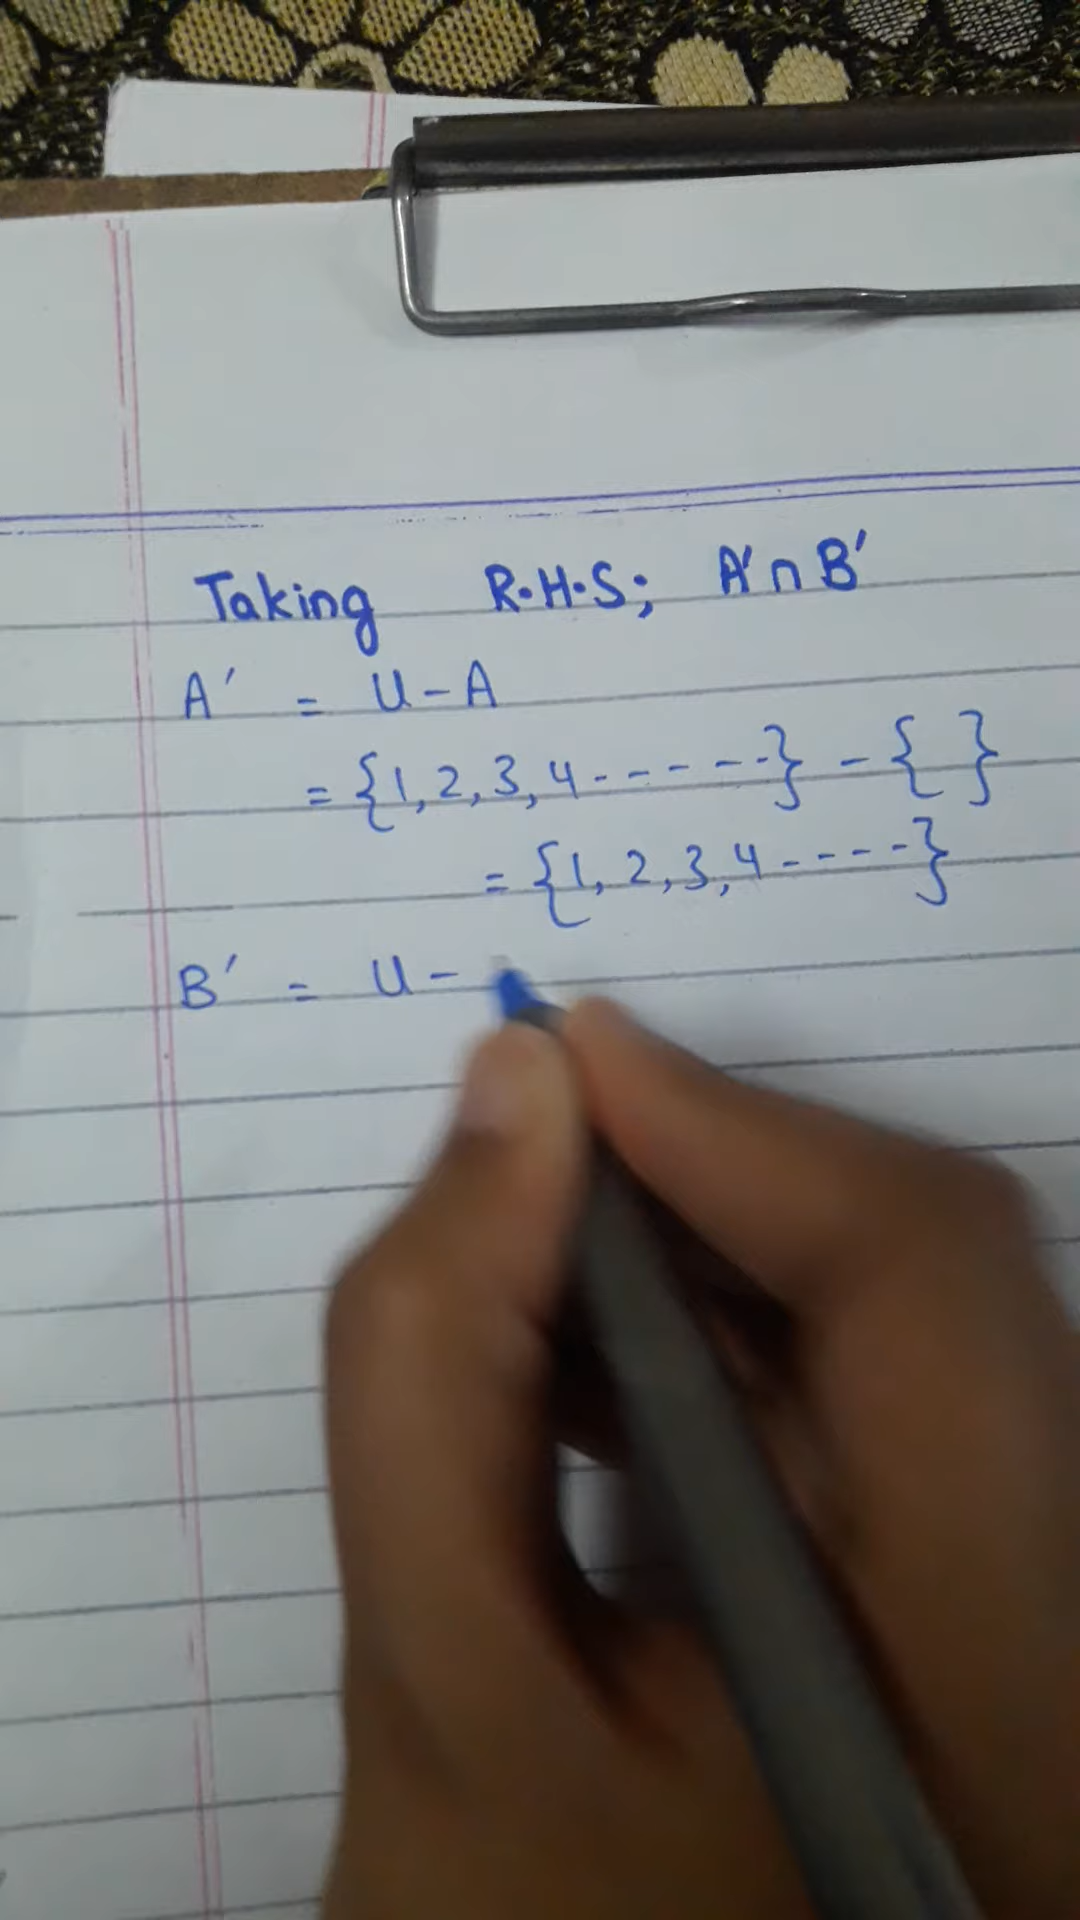 Taking R.H.S; A'∩B'
A' = U-A
= {1,2,3,4------} - { }
= {1,2,3,4-----}
B' = U-